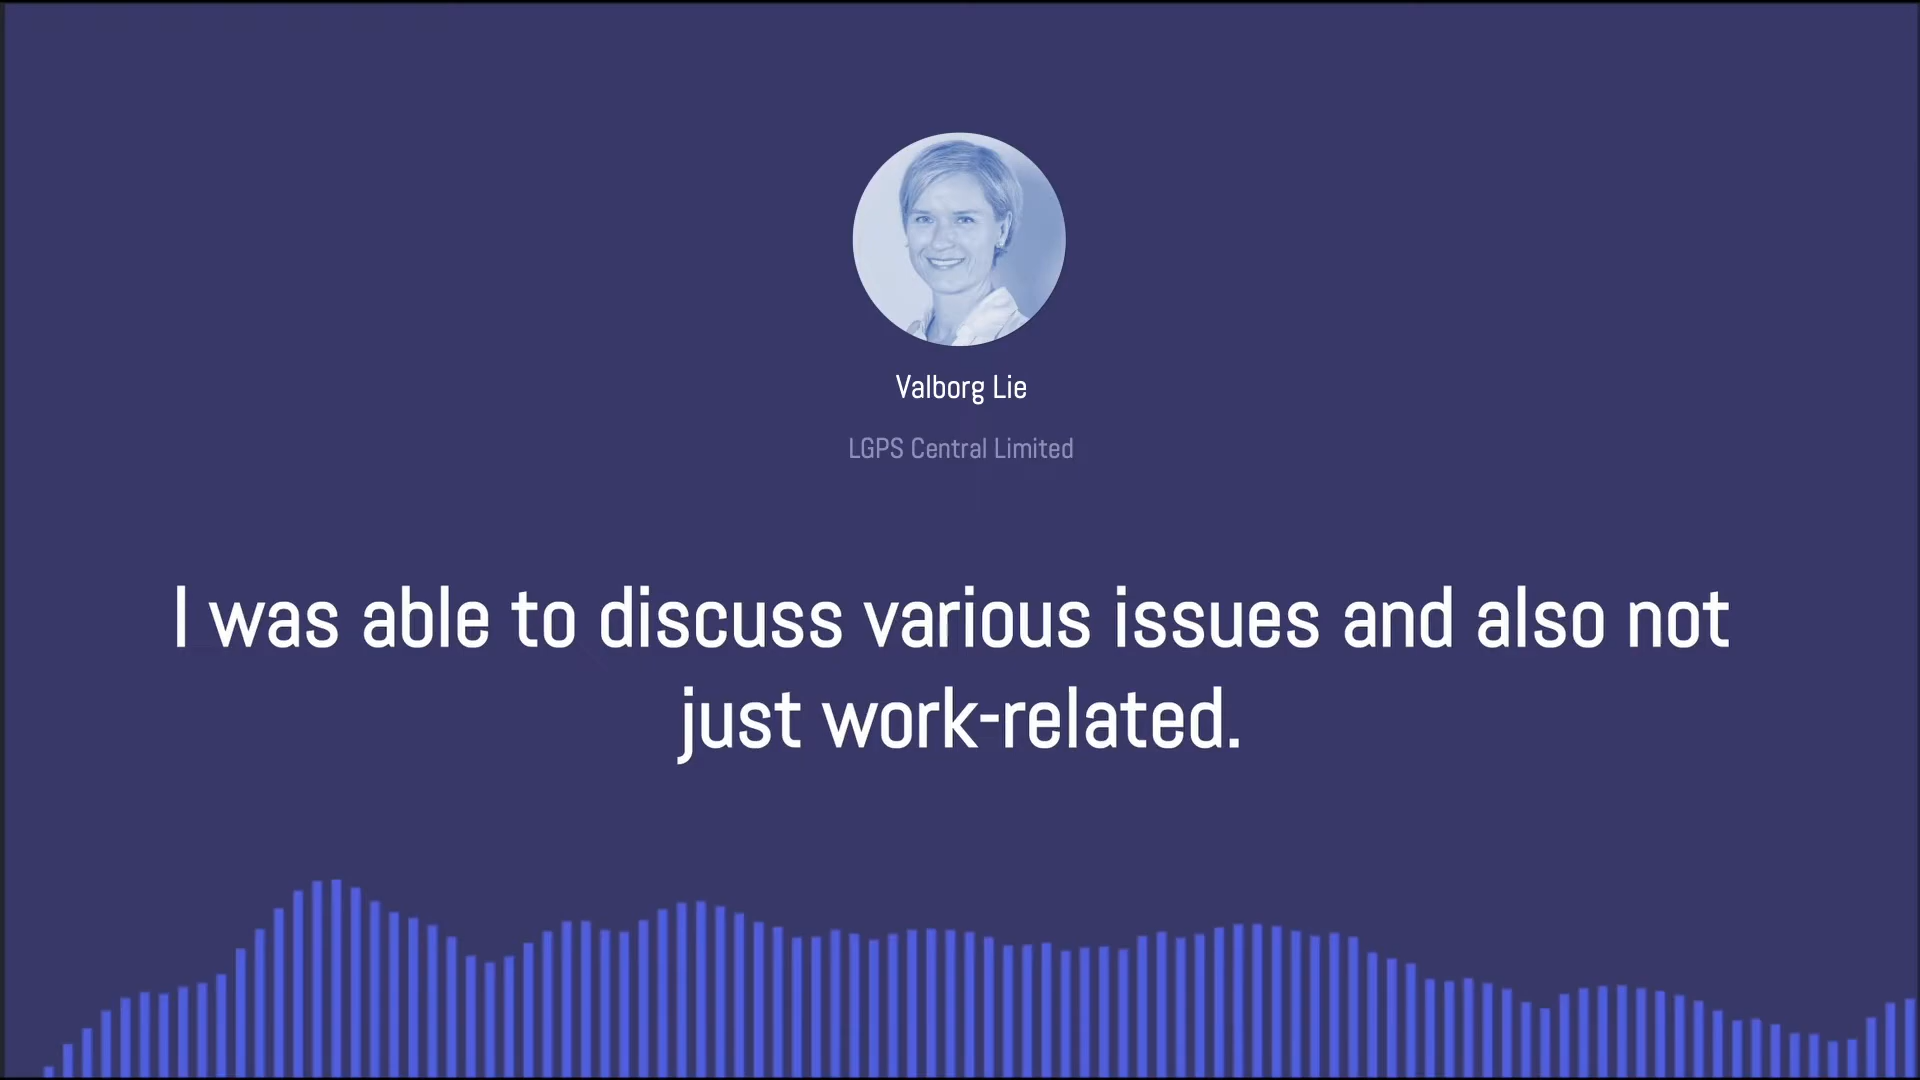 Valborg Lie
LGPS Central Limited
I was able to discuss various issues and also not
just work-related.